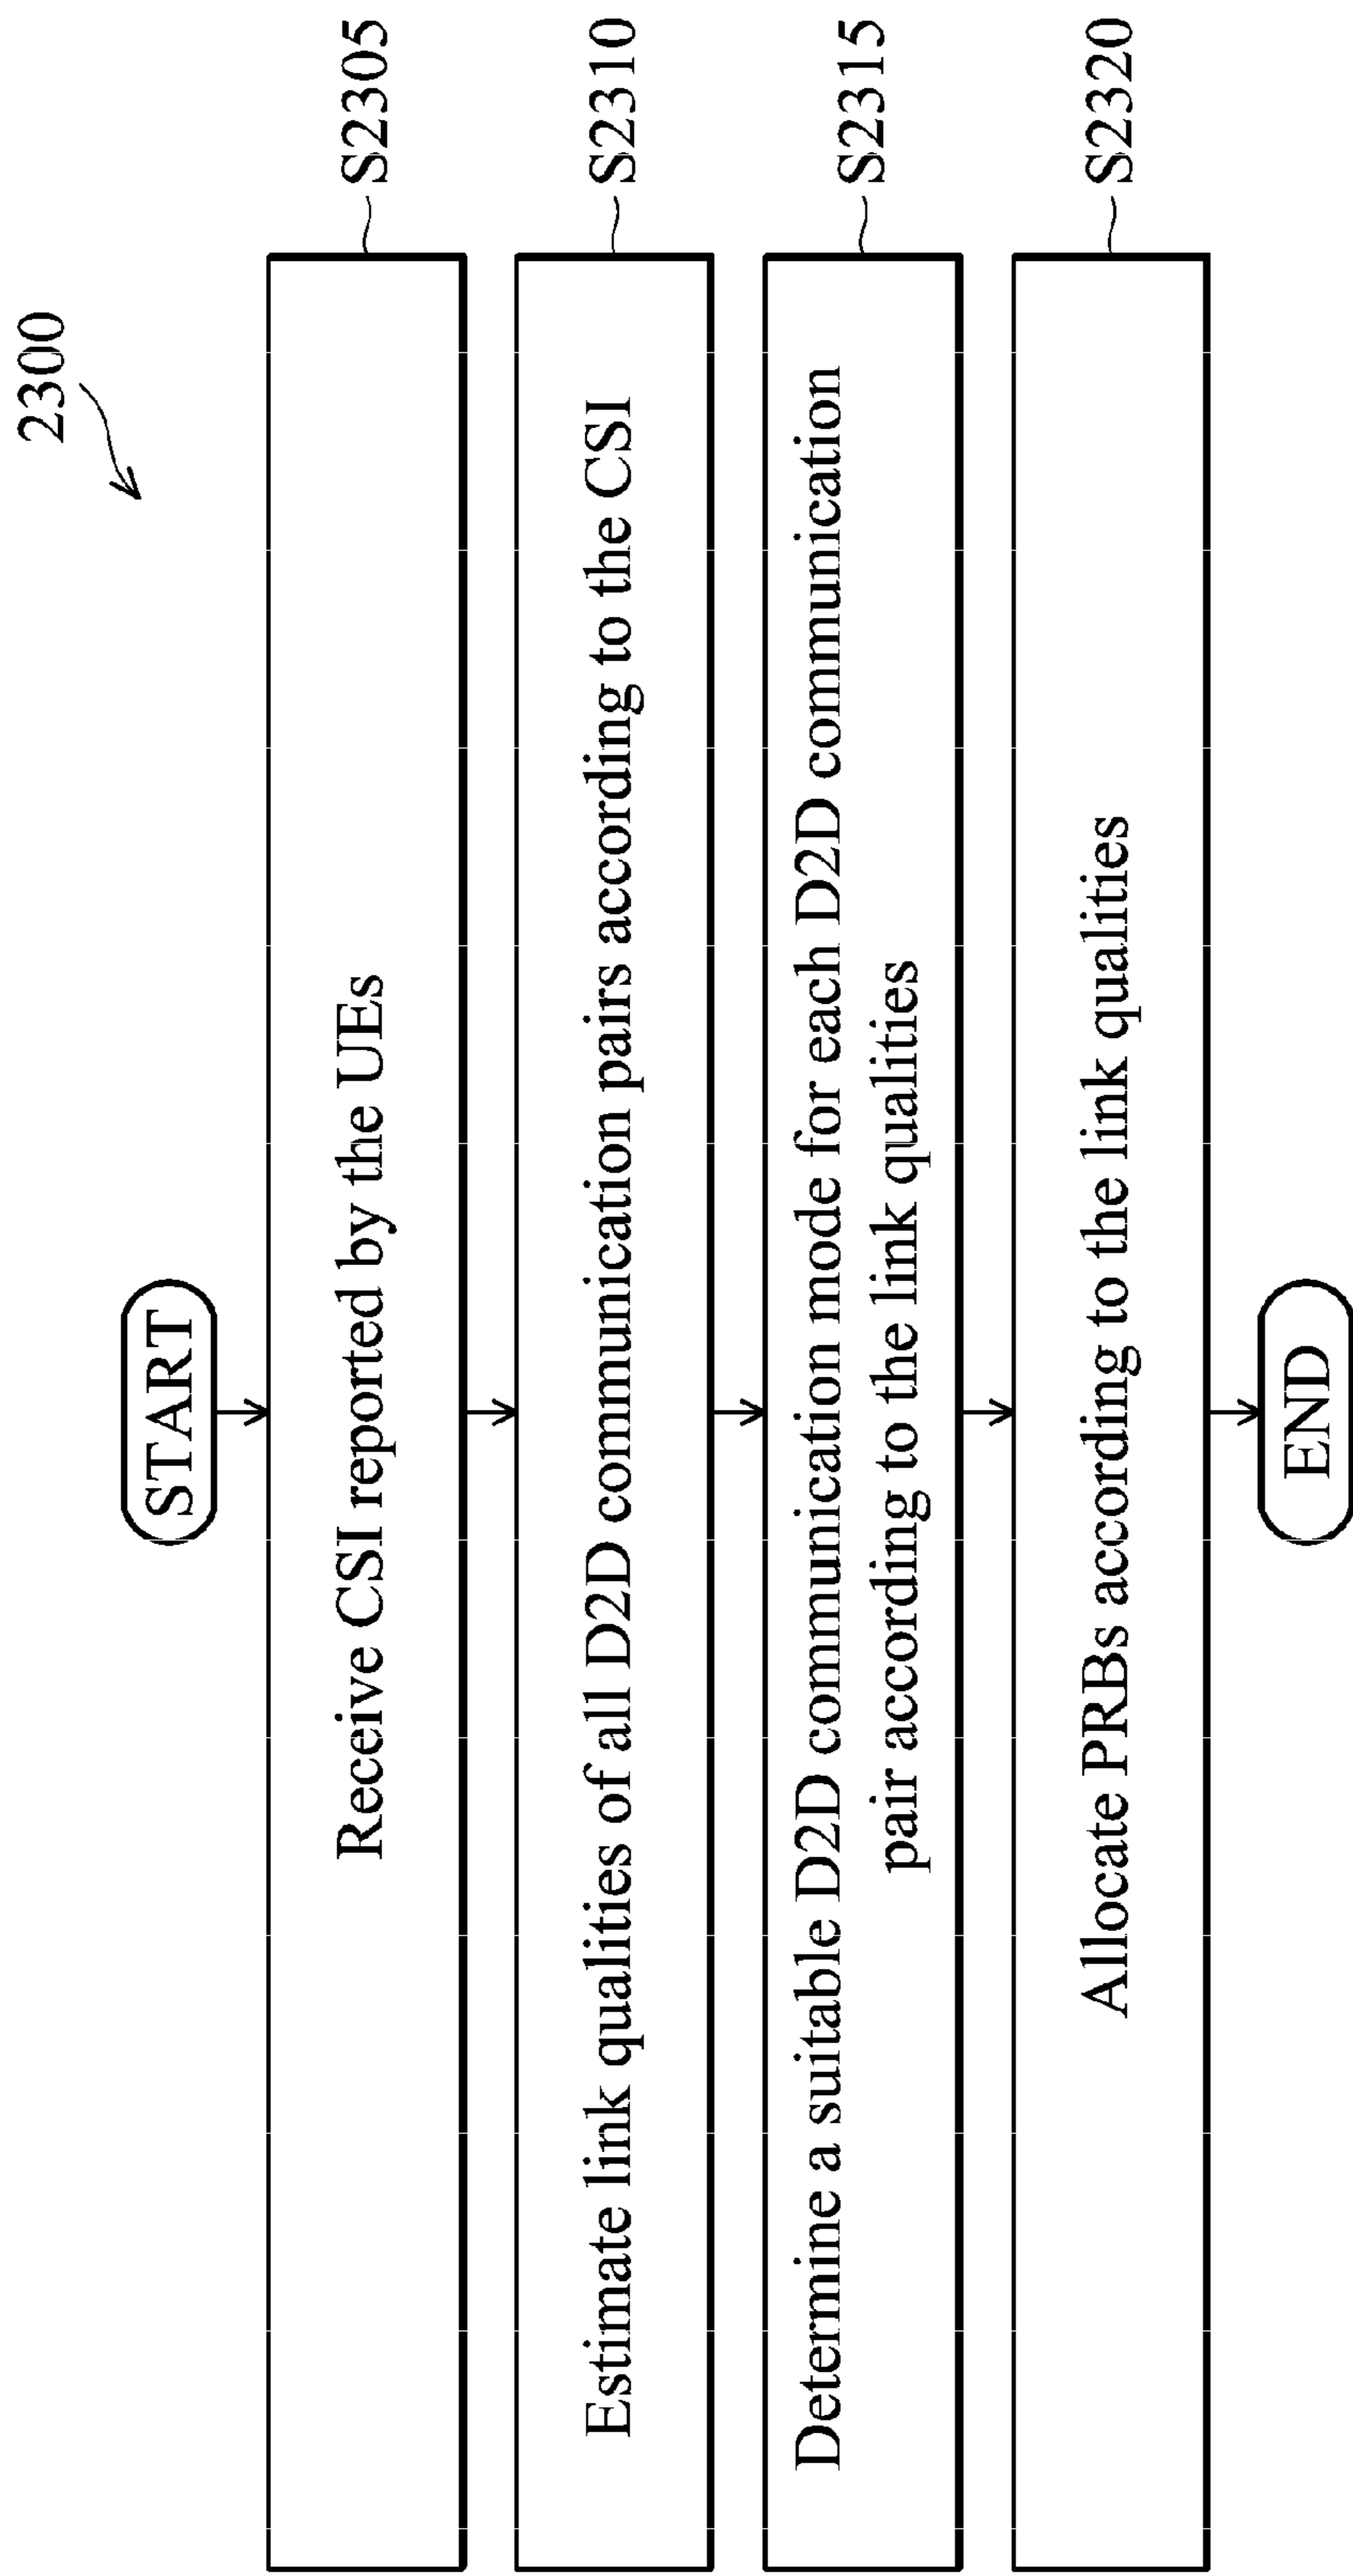 2300
START
Receive CSI reported by the UEs
S2305
Estimate link qualities of all D2D communication pairs according to the CSI
S2310
Determine a suitable D2D communication mode for each D2D communication
pair according to the link qualities
S2315
Allocate PRBs according to the link qualities
S2320
END